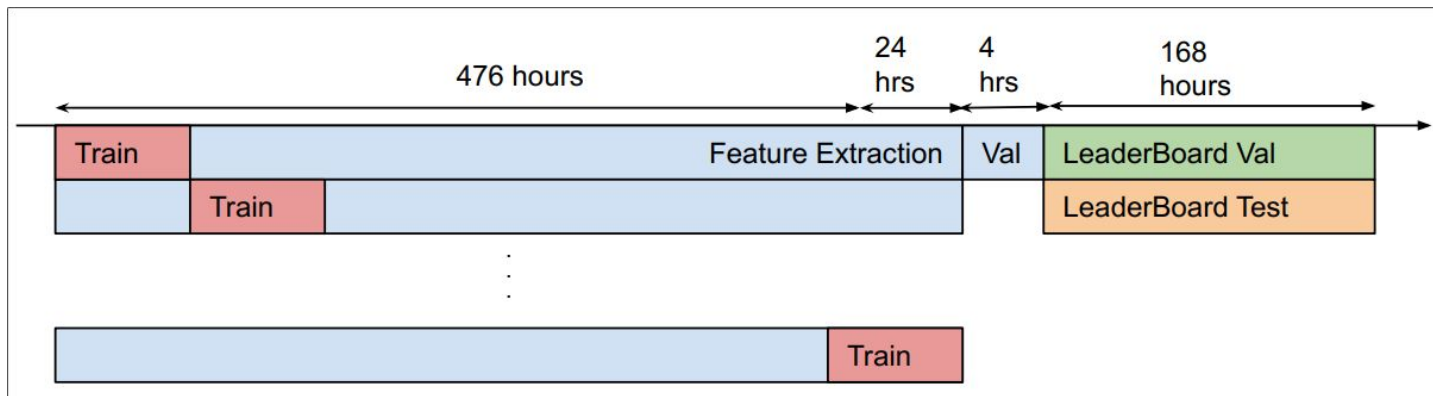 476 hours
24
hrs
4
hrs
168
hours
Train
Feature Extraction
Val
LeaderBoard Val
Train
LeaderBoard Test
Train